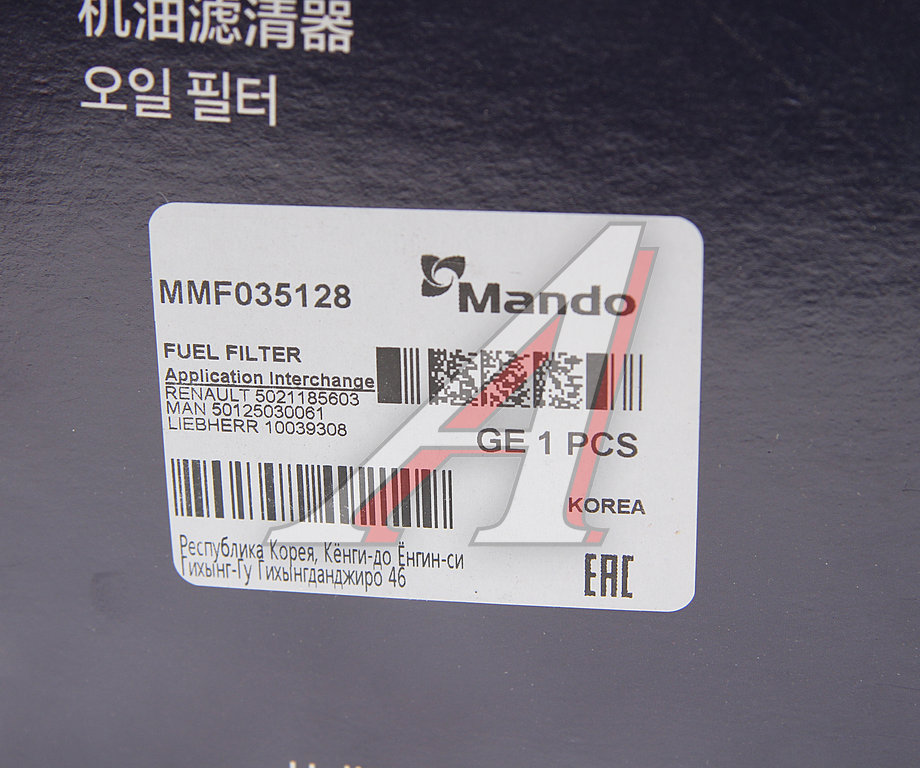 机油滤清器
오일 필터
MMF035128
Mando
FUEL FILTER
Application Interchange
RENAULT 5021185603
MAN 50125030061
LIEBHERR 10039308
GE 1 PCS
KOREA
Республика Корея, Кёнги-до Ёнгин-си
Гихынг-Гу Гихынгданджиро 46
EAC